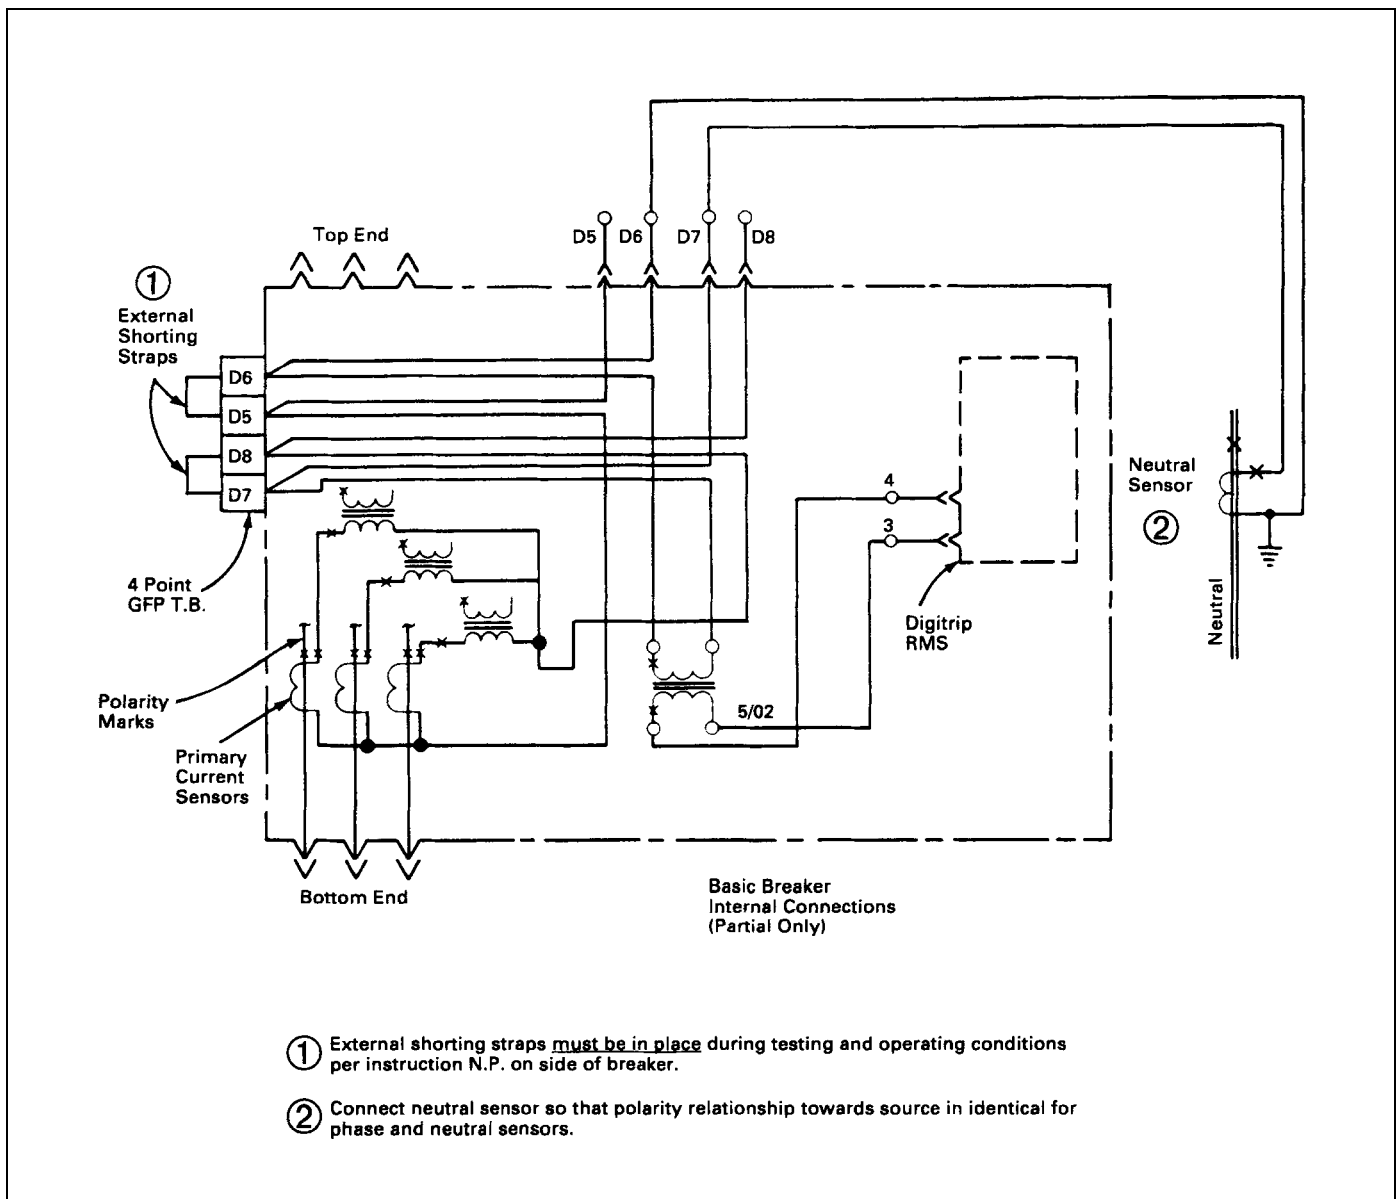 Top End
D5
D6
D7
D8
①
External
Shorting
Straps
D6
D5
D8
D7
4 Point
GFP T.B.
4
3
Digitrip
RMS
Neutral
Sensor
②
Neutral
Polarity
Marks
Primary
Current
Sensors
5/02
Bottom End
Basic Breaker
Internal Connections
(Partial Only)
① External shorting straps must be in place during testing and operating conditions
per instruction N.P. on side of breaker.
② Connect neutral sensor so that polarity relationship towards source in identical for
phase and neutral sensors.